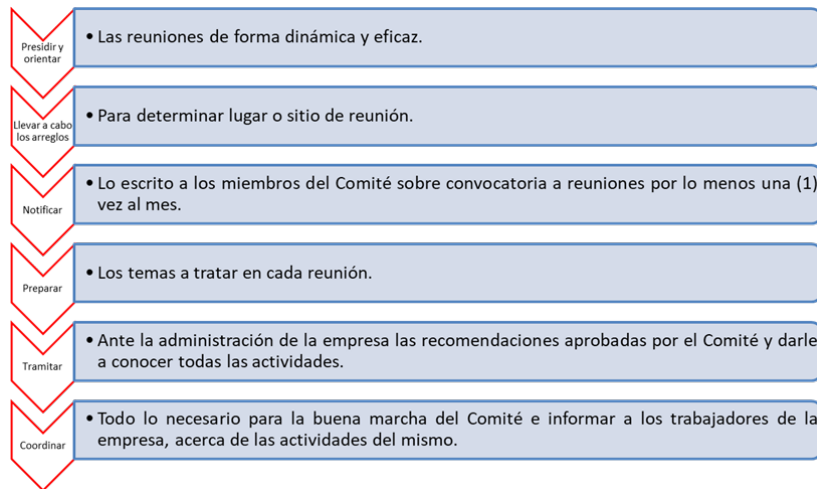 Presidir y
orientar
• Las reuniones de forma dinámica y eficaz.
Llevar a cabo
los arreglos
• Para determinar lugar o sitio de reunión.
Notificar
• Lo escrito a los miembros del Comité sobre convocatoria a reuniones por lo menos una (1)
vez al mes.
Preparar
• Los temas a tratar en cada reunión.
Tramitar
• Ante la administración de la empresa las recomendaciones aprobadas por el Comité y darle
a conocer todas las actividades.
Coordinar
• Todo lo necesario para la buena marcha del Comité e informar a los trabajadores de la
empresa, acerca de las actividades del mismo.